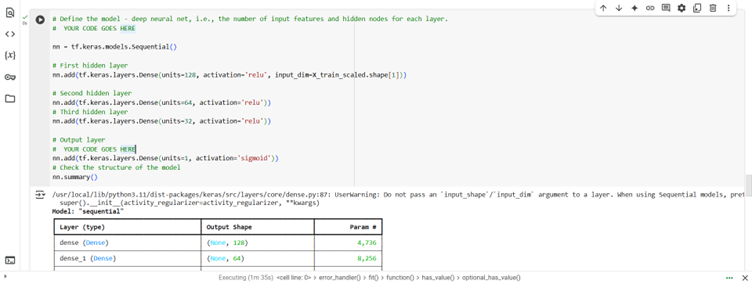 # Define the model - deep neural net, i.e., the number of input features and hidden nodes for each layer.
#  YOUR CODE GOES HERE
nn = tf.keras.models.Sequential()
# First hidden layer
nn.add(tf.keras.layers.Dense(units=128, activation='relu', input_dim=X_train_scaled.shape[1]))
# Second hidden layer
nn.add(tf.keras.layers.Dense(units=64, activation='relu'))
# Third hidden layer
nn.add(tf.keras.layers.Dense(units=32, activation='relu'))
# Output layer
#  YOUR CODE GOES HERE
nn.add(tf.keras.layers.Dense(units=1, activation='sigmoid'))
# Check the structure of the model
nn.summary()
/usr/local/lib/python3.11/dist-packages/keras/src/layers/core/dense.py:87: UserWarning: Do not pass an `input_shape`/`input_dim` argument to a layer. When using Sequential models, pref
super().__init__(activity_regularizer=activity_regularizer, **kwargs)
Model: "sequential"
Layer (type) Output Shape Param #
dense (Dense) (None, 128) 4,736
dense_1 (Dense) (None, 64) 8,256
Executing (1m 35s) <cell line: 0> > error_handler() > fit() > function() > has_value() > optional_has_value()